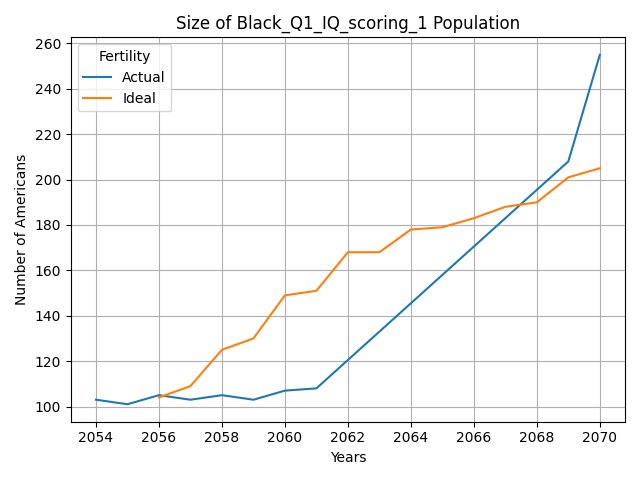 Size of Black_Q1_IQ_scoring_1 Population
Fertility
Actual
Ideal
Number of Americans
260
240
220
200
180
160
140
120
100
2054 2056 2058 2060 2062 2064 2066 2068 2070
Years